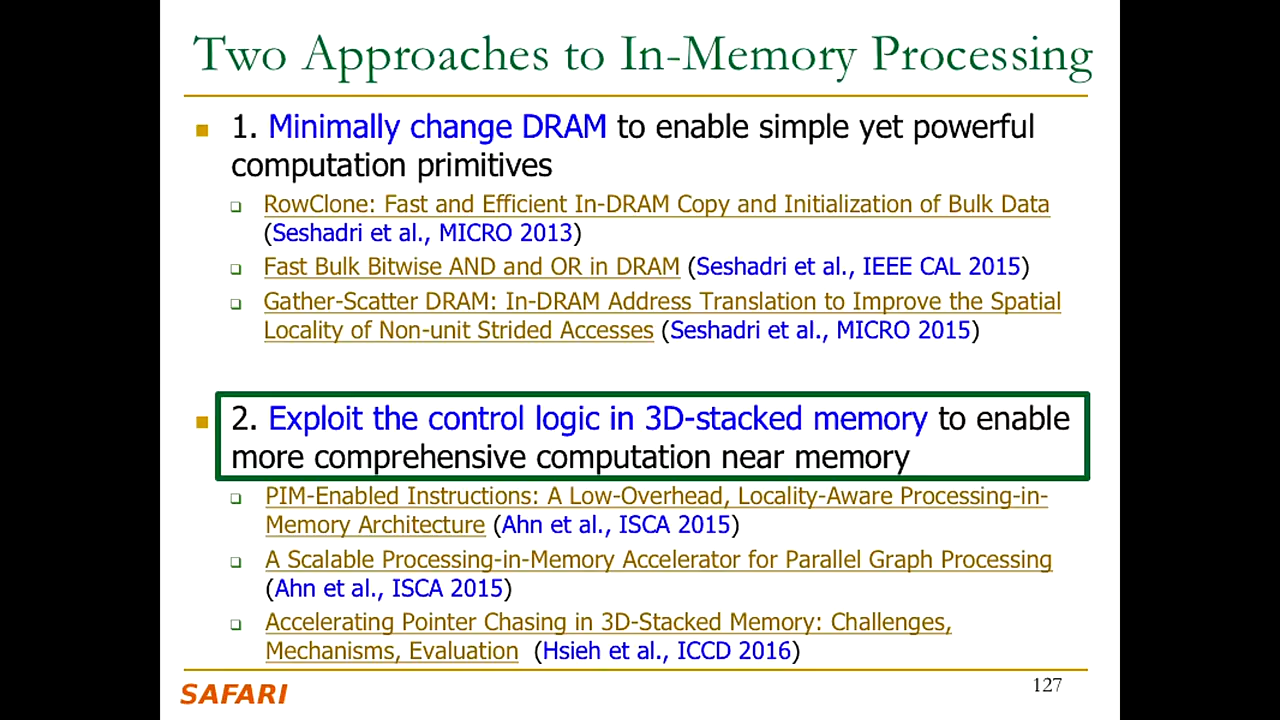 Two Approaches to In-Memory Processing
1. Minimally change DRAM to enable simple yet powerful
computation primitives
RowClone: Fast and Efficient In-DRAM Copy and Initialization of Bulk Data
(Seshadri et al., MICRO 2013)
Fast Bulk Bitwise AND and OR in DRAM (Seshadri et al., IEEE CAL 2015)
Gather-Scatter DRAM: In-DRAM Address Translation to Improve the Spatial
Locality of Non-unit Strided Accesses (Seshadri et al., MICRO 2015)
2. Exploit the control logic in 3D-stacked memory to enable
more comprehensive computation near memory
PIM-Enabled Instructions: A Low-Overhead, Locality-Aware Processing-in-
Memory Architecture (Ahn et al., ISCA 2015)
A Scalable Processing-in-Memory Accelerator for Parallel Graph Processing
(Ahn et al., ISCA 2015)
Accelerating Pointer Chasing in 3D-Stacked Memory: Challenges,
Mechanisms, Evaluation (Hsieh et al., ICCD 2016)
SAFARI
127